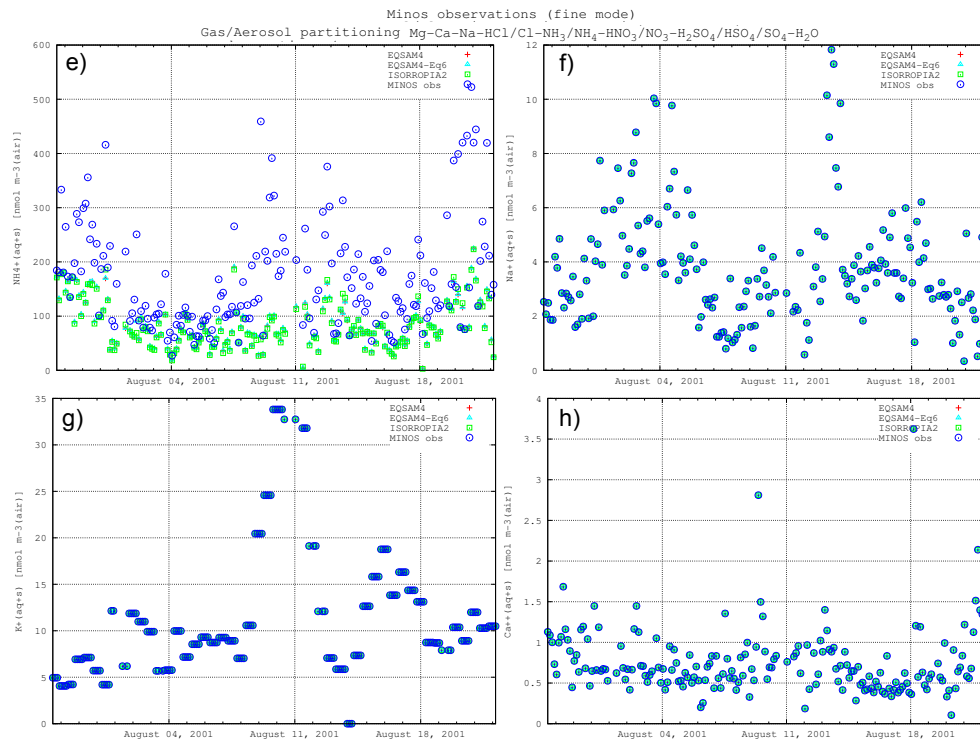 Minos observations (fine mode)
Gas/Aerosol partitioning Mg-Ca-Na-HCl/Cl-NH3/NH4-HNO3/NO3-H2SO4/HSO4/SO4-H2O
e)
EQSAM4
EQSAM4-Eq6
ISORROPIA2
MINOS obs
NH4+(aq+s) [nmol m-3(air)]
600
500
400
300
200
100
0
August 04, 2001
August 11, 2001
August 18, 2001
f)
EQSAM4
EQSAM4-Eq6
ISORROPIA2
MINOS obs
Na+(aq+s) [nmol m-3(air)]
12
10
8
6
4
2
0
August 04, 2001
August 11, 2001
August 18, 2001
g)
EQSAM4
EQSAM4-Eq6
ISORROPIA2
MINOS obs
K+(aq+s) [nmol m-3(air)]
35
30
25
20
15
10
5
0
August 04, 2001
August 11, 2001
August 18, 2001
h)
EQSAM4
EQSAM4-Eq6
ISORROPIA2
MINOS obs
Ca++(aq+s) [nmol m-3(air)]
4
3.5
3
2.5
2
1.5
1
0.5
0
August 04, 2001
August 11, 2001
August 18, 2001